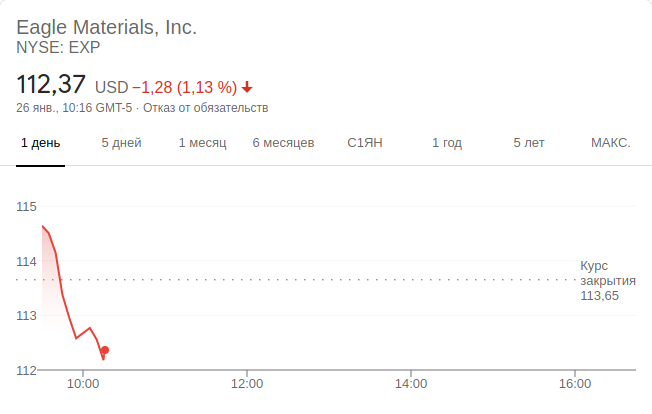 Eagle Materials, Inc.
NYSE: EXP
112,37 USD −1,28 (1,13 %)
26 янв., 10:16 GMT-5 · Отказ от обязательств
1 день 5 дней 1 месяц 6 месяцев С1ЯН 1 год 5 лет МАКС.
115
114
Курс
закрытия
113,65
113
112
10:00 12:00 14:00 16:00